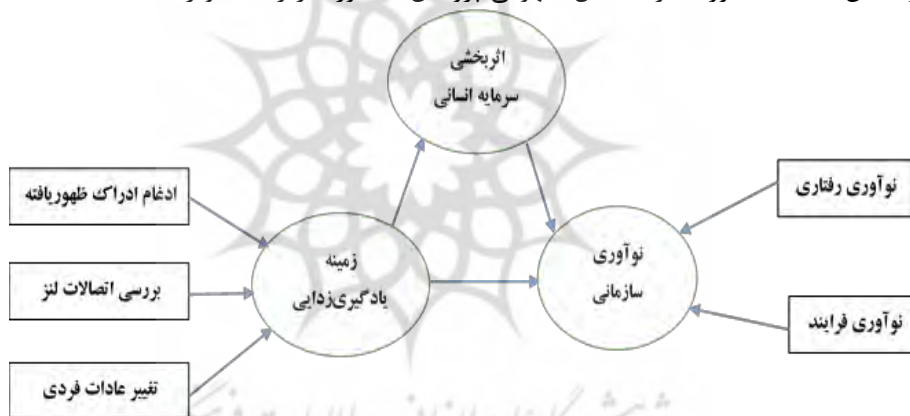 اثربخشی
سرمایه انسانی
نوآوری رفتاری
ادغام ادراک ظهوریافته
زمینه
یادگیری‌زدایی
نوآوری
سازمانی
بررسی اتصالات لنز
نوآوری فرایند
تغییر عادات فردی